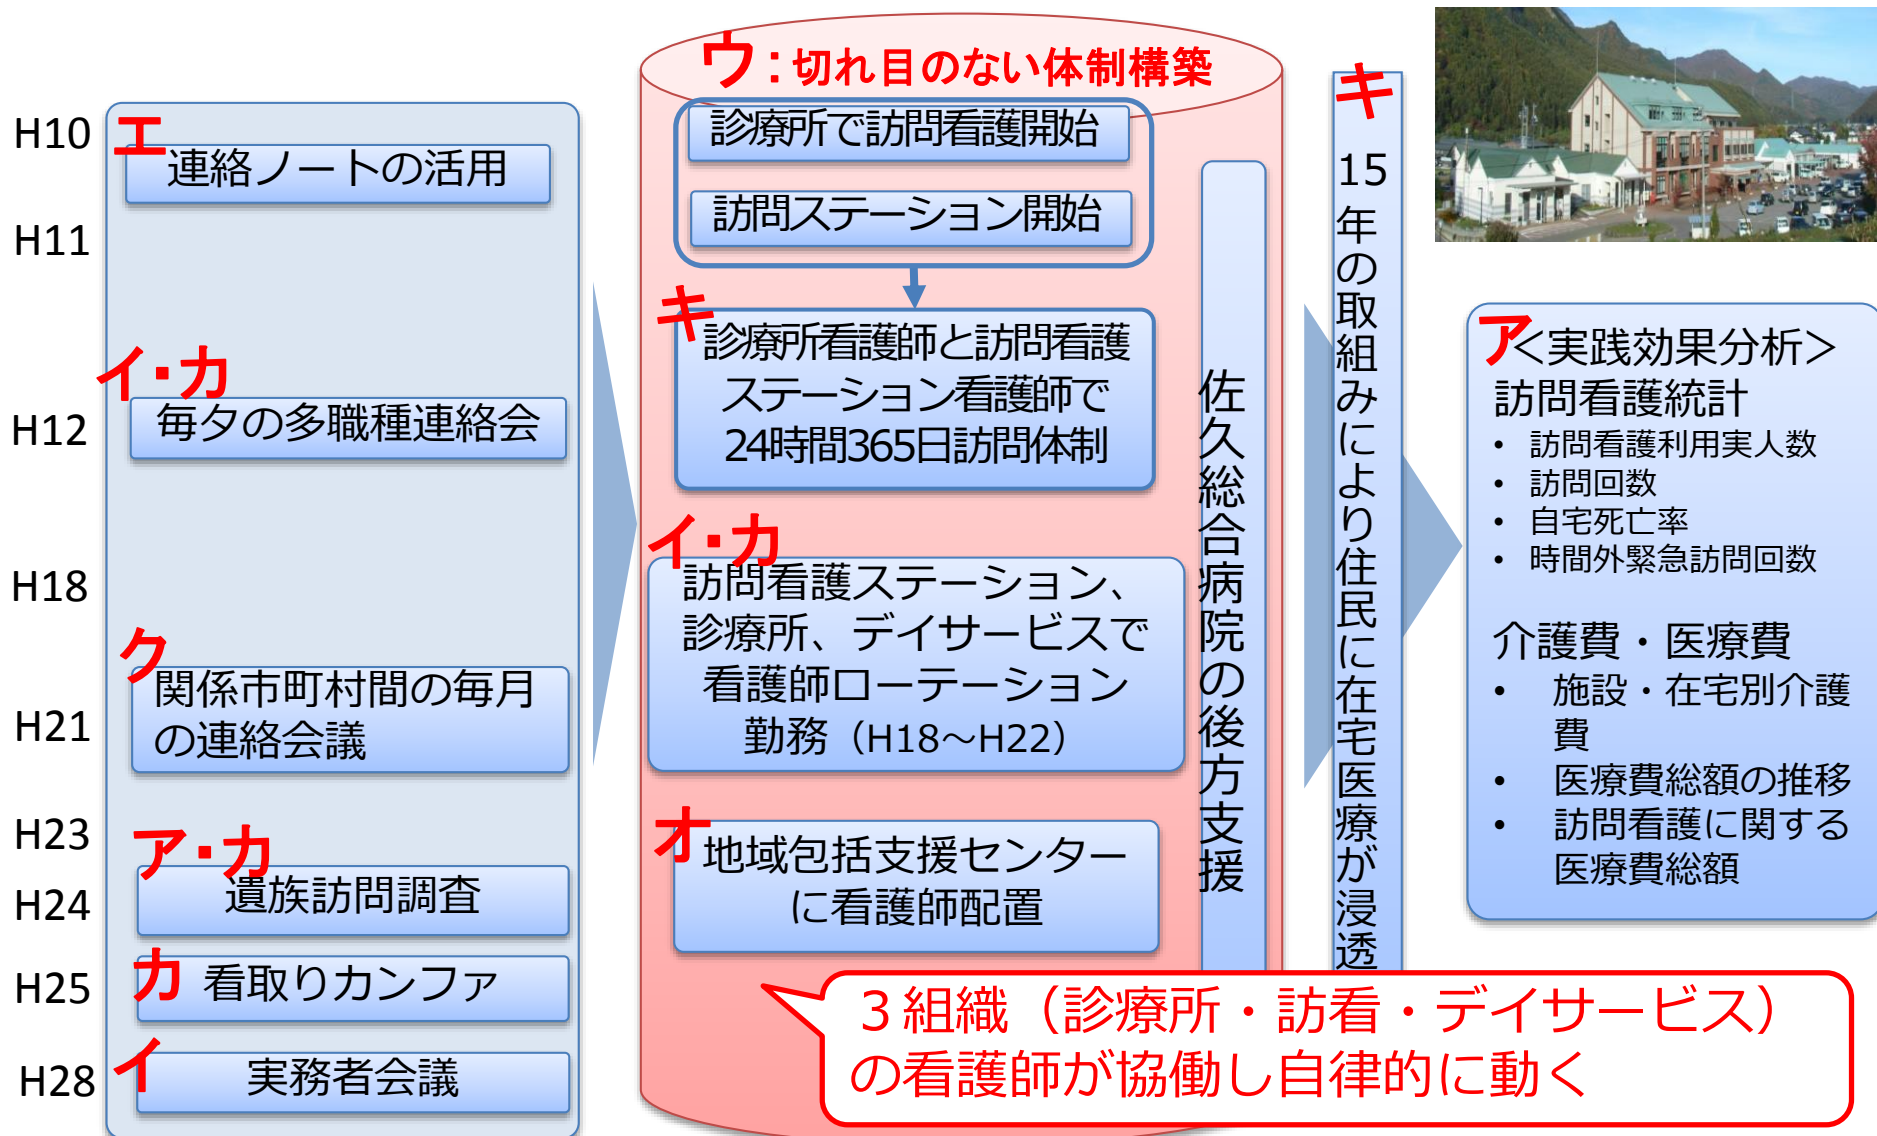 H10
H11
H12
H18
H21
H23
H24
H25
H28
エ
連絡ノートの活用
イ・カ
毎夕の多職種連絡会
ク
関係市町村間の毎月
の連絡会議
ア・カ
遺族訪問調査
カ
看取りカンファ
イ
実務者会議
ウ：切れ目のない体制構築
診療所で訪問看護開始
訪問ステーション開始
キ
診療所看護師と訪問看護
ステーション看護師で
24時間365日訪問体制
イ・カ
訪問看護ステーション、
診療所、デイサービスで
看護師ローテーション
勤務（H18～H22）
オ
地域包括支援センター
に看護師配置
佐久総合病院の後方支援
キ
15年の取組みにより住民に在宅医療が浸透
ア
＜実践効果分析＞
訪問看護統計
• 訪問看護利用実人数
• 訪問回数
• 自宅死亡率
• 時間外緊急訪問回数
介護費・医療費
• 施設・在宅別介護
費
• 医療費総額の推移
• 訪問看護に関する
医療費総額
３組織（診療所・訪看・デイサービス）
の看護師が協働し自律的に動く